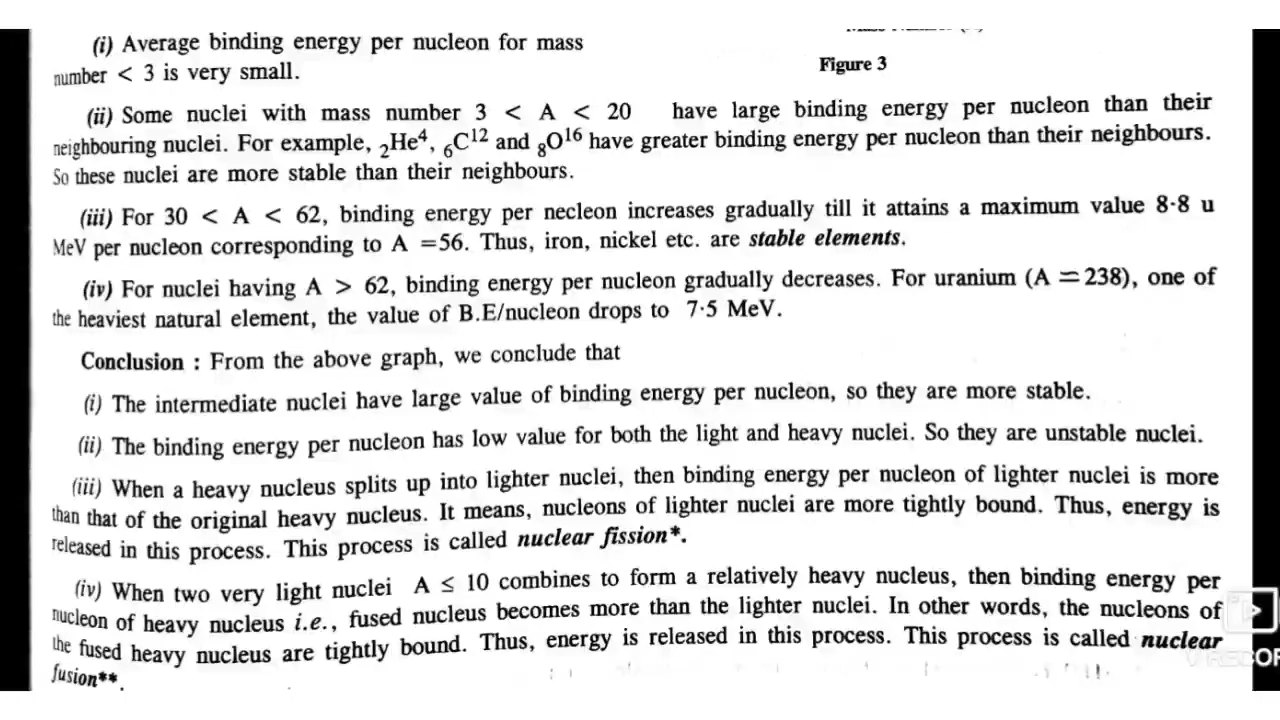 (i) Average binding energy per nucleon for mass
number < 3 is very small.
Figure 3
(ii) Some nuclei with mass number 3 < A < 20 have large binding energy per nucleon than their
neighbouring nuclei. For example, ₂He⁴, ₆C¹² and ₈O¹⁶ have greater binding energy per nucleon than their neighbours.
So these nuclei are more stable than their neighbours.
(iii) For 30 < A < 62, binding energy per necleon increases gradually till it attains a maximum value 8·8 u
MeV per nucleon corresponding to A =56. Thus, iron, nickel etc. are stable elements.
(iv) For nuclei having A > 62, binding energy per nucleon gradually decreases. For uranium (A = 238), one of
the heaviest natural element, the value of B.E/nucleon drops to 7·5 MeV.
Conclusion : From the above graph, we conclude that
(i) The intermediate nuclei have large value of binding energy per nucleon, so they are more stable.
(ii) The binding energy per nucleon has low value for both the light and heavy nuclei. So they are unstable nuclei.
(iii) When a heavy nucleus splits up into lighter nuclei, then binding energy per nucleon of lighter nuclei is more
than that of the original heavy nucleus. It means, nucleons of lighter nuclei are more tightly bound. Thus, energy is
released in this process. This process is called nuclear fission*.
(iv) When two very light nuclei A ≤ 10 combines to form a relatively heavy nucleus, then binding energy per
nucleon of heavy nucleus i.e., fused nucleus becomes more than the lighter nuclei. In other words, the nucleons of
the fused heavy nucleus are tightly bound. Thus, energy is released in this process. This process is called nuclear
fusion**.